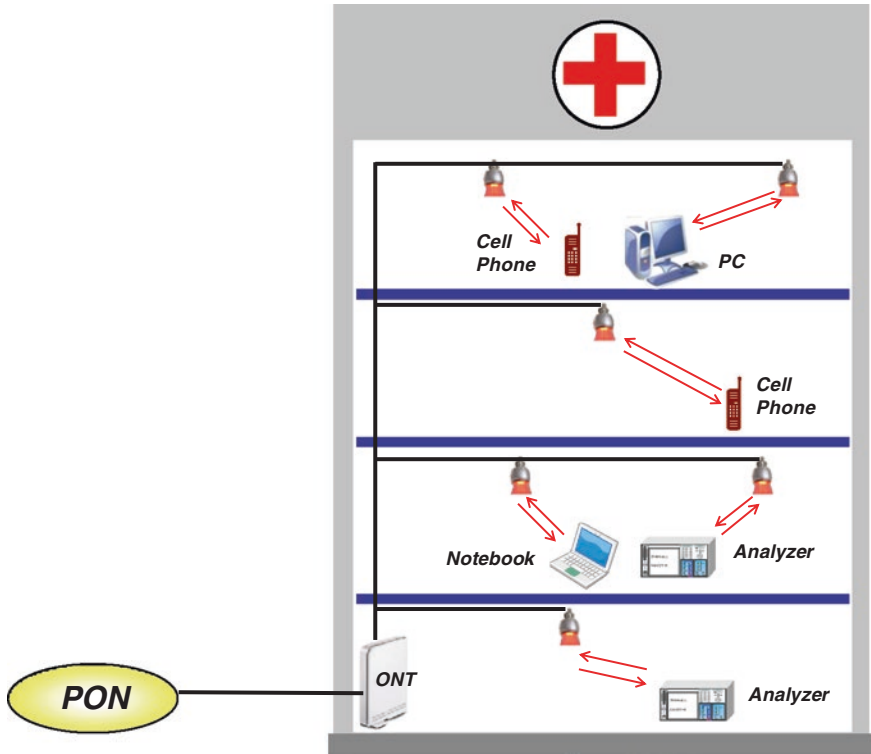 Cell
Phone
PC
Cell
Phone
Notebook
Analyzer
ONT
PON
Analyzer